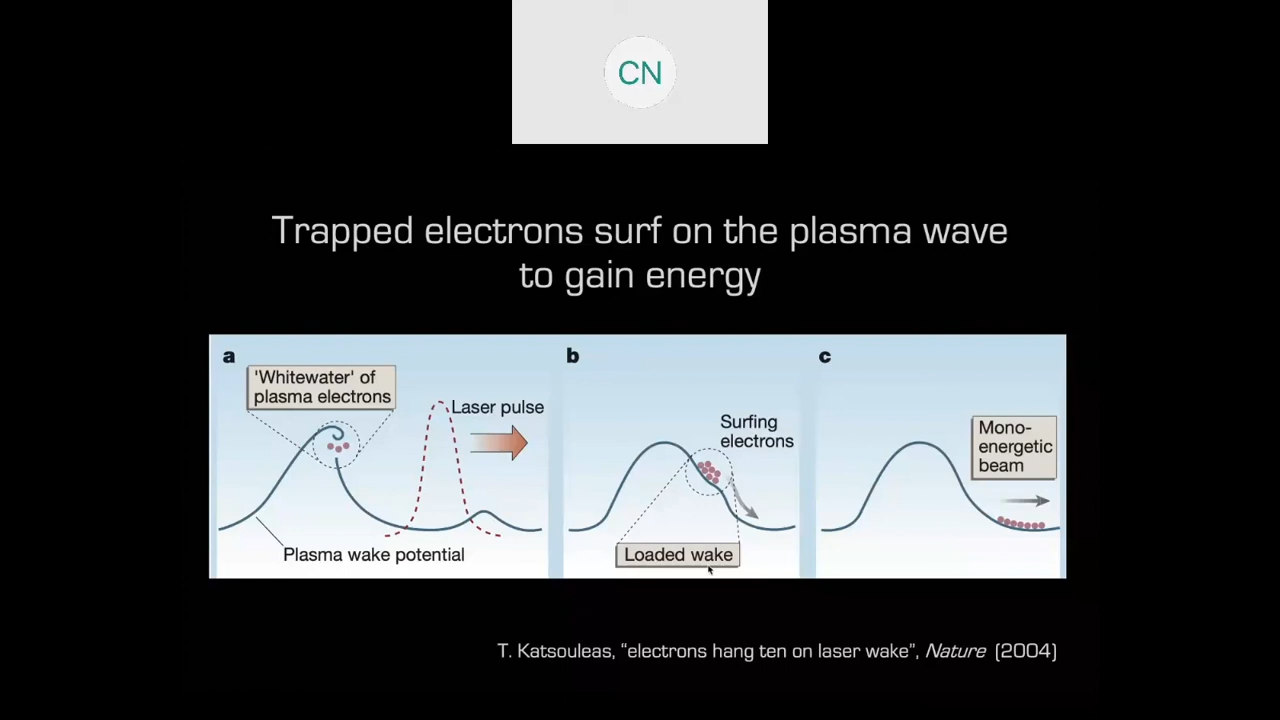 CN
Trapped electrons surf on the plasma wave
to gain energy
a
'Whitewater' of
plasma electrons
Laser pulse
Plasma wake potential
b
Surfing
electrons
Loaded wake
c
Mono-
energetic
beam
T. Katsouleas, “electrons hang ten on laser wake”, Nature (2004)